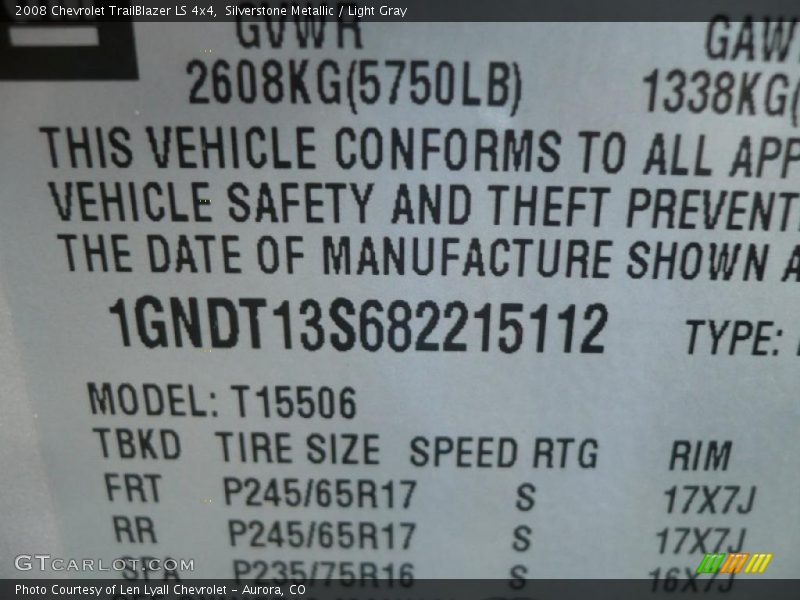 2008 Chevrolet TrailBlazer LS 4x4, Silverstone Metallic / Light Gray
GVWR GAW
2608KG(5750LB) 1338KG(
THIS VEHICLE CONFORMS TO ALL APP
VEHICLE SAFETY AND THEFT PREVENT
THE DATE OF MANUFACTURE SHOWN A
1GNDT13S682215112 TYPE:
MODEL: T15506
TBKD TIRE SIZE SPEED RTG RIM
FRT P245/65R17 S 17X7J
RR P245/65R17 S 17X7J
SPA P235/75R16 S 16X7J
GTCARLOT.COM
Photo Courtesy of Len Lyall Chevrolet - Aurora, CO